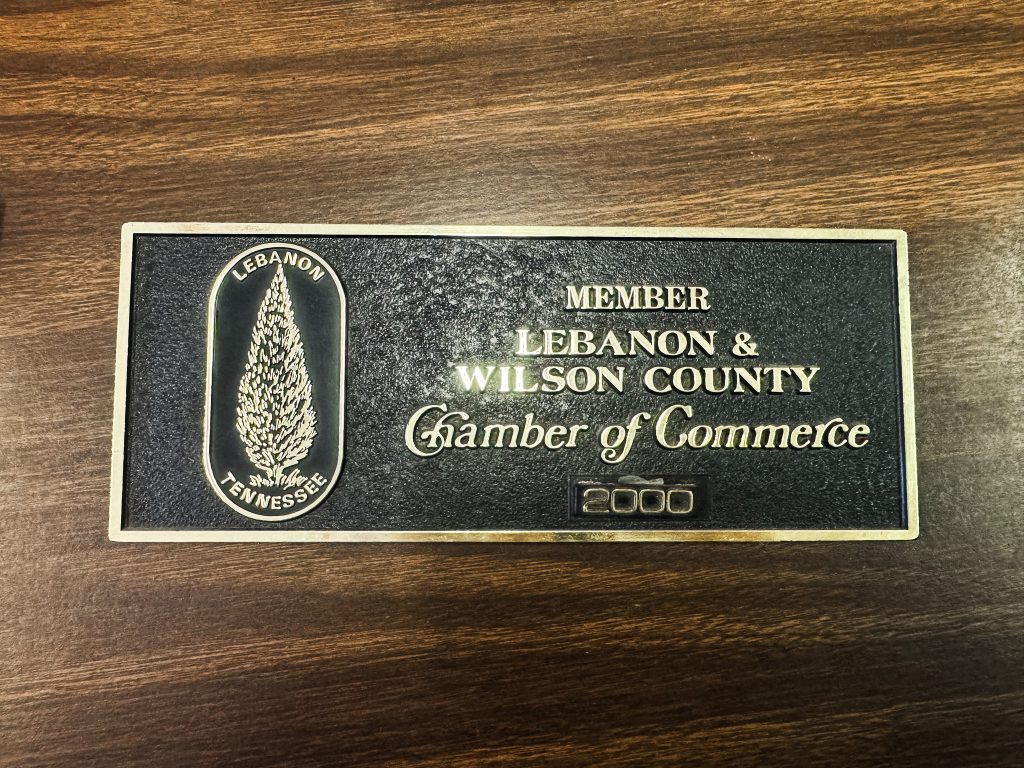 LEBANON
TENNESSEE
MEMBER
LEBANON &
WILSON COUNTY
Chamber of Commerce
2000